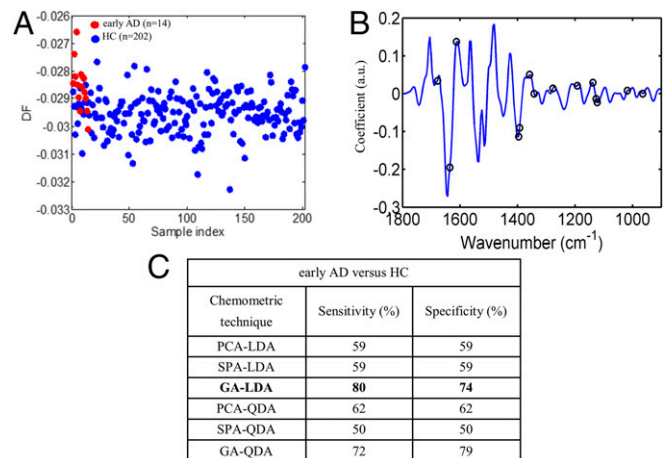 A
early AD (n=14)
HC (n=202)
-0.026
-0.027
-0.028
-0.029
-0.03
-0.031
-0.032
-0.033
DF
0
50
100
150
200
Sample index
B
0.2
0.1
0
-0.1
-0.2
-0.3
Coefficient (a.u.)
1800
1600
1400
1200
1000
Wavenumber (cm-1)
C
early AD versus HC
Chemometric technique Sensitivity (%) Specificity (%)
PCA-LDA 59 59
SPA-LDA 59 59
GA-LDA 80 74
PCA-QDA 62 62
SPA-QDA 50 50
GA-QDA 72 79